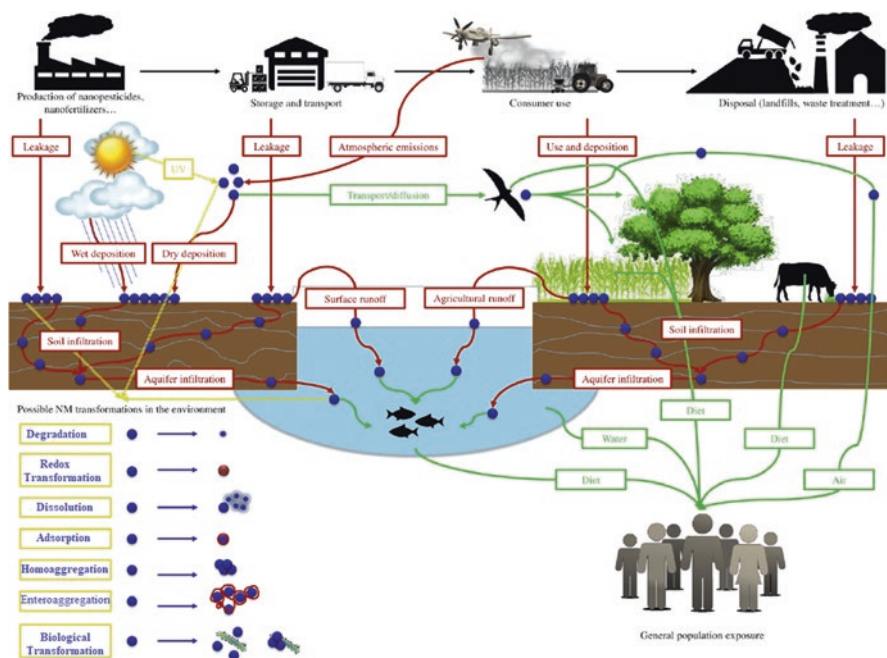 Production of nanopesticides,
nanofertilizers…
Storage and transport
Consumer use
Disposal (landfills, waste treatment…)
Leakage
Leakage
Atmospheric emissions
Use and deposition
Leakage
UV
Transport/diffusion
Wet deposition
Dry deposition
Surface runoff
Agricultural runoff
Soil infiltration
Soil infiltration
Aquifer infiltration
Aquifer infiltration
Possible NM transformations in the environment
Degradation
Redox
Transformation
Dissolution
Adsorption
Homoaggregation
Enteroaggregation
Biological
Transformation
Diet
Water
Diet
Diet
Air
General population exposure